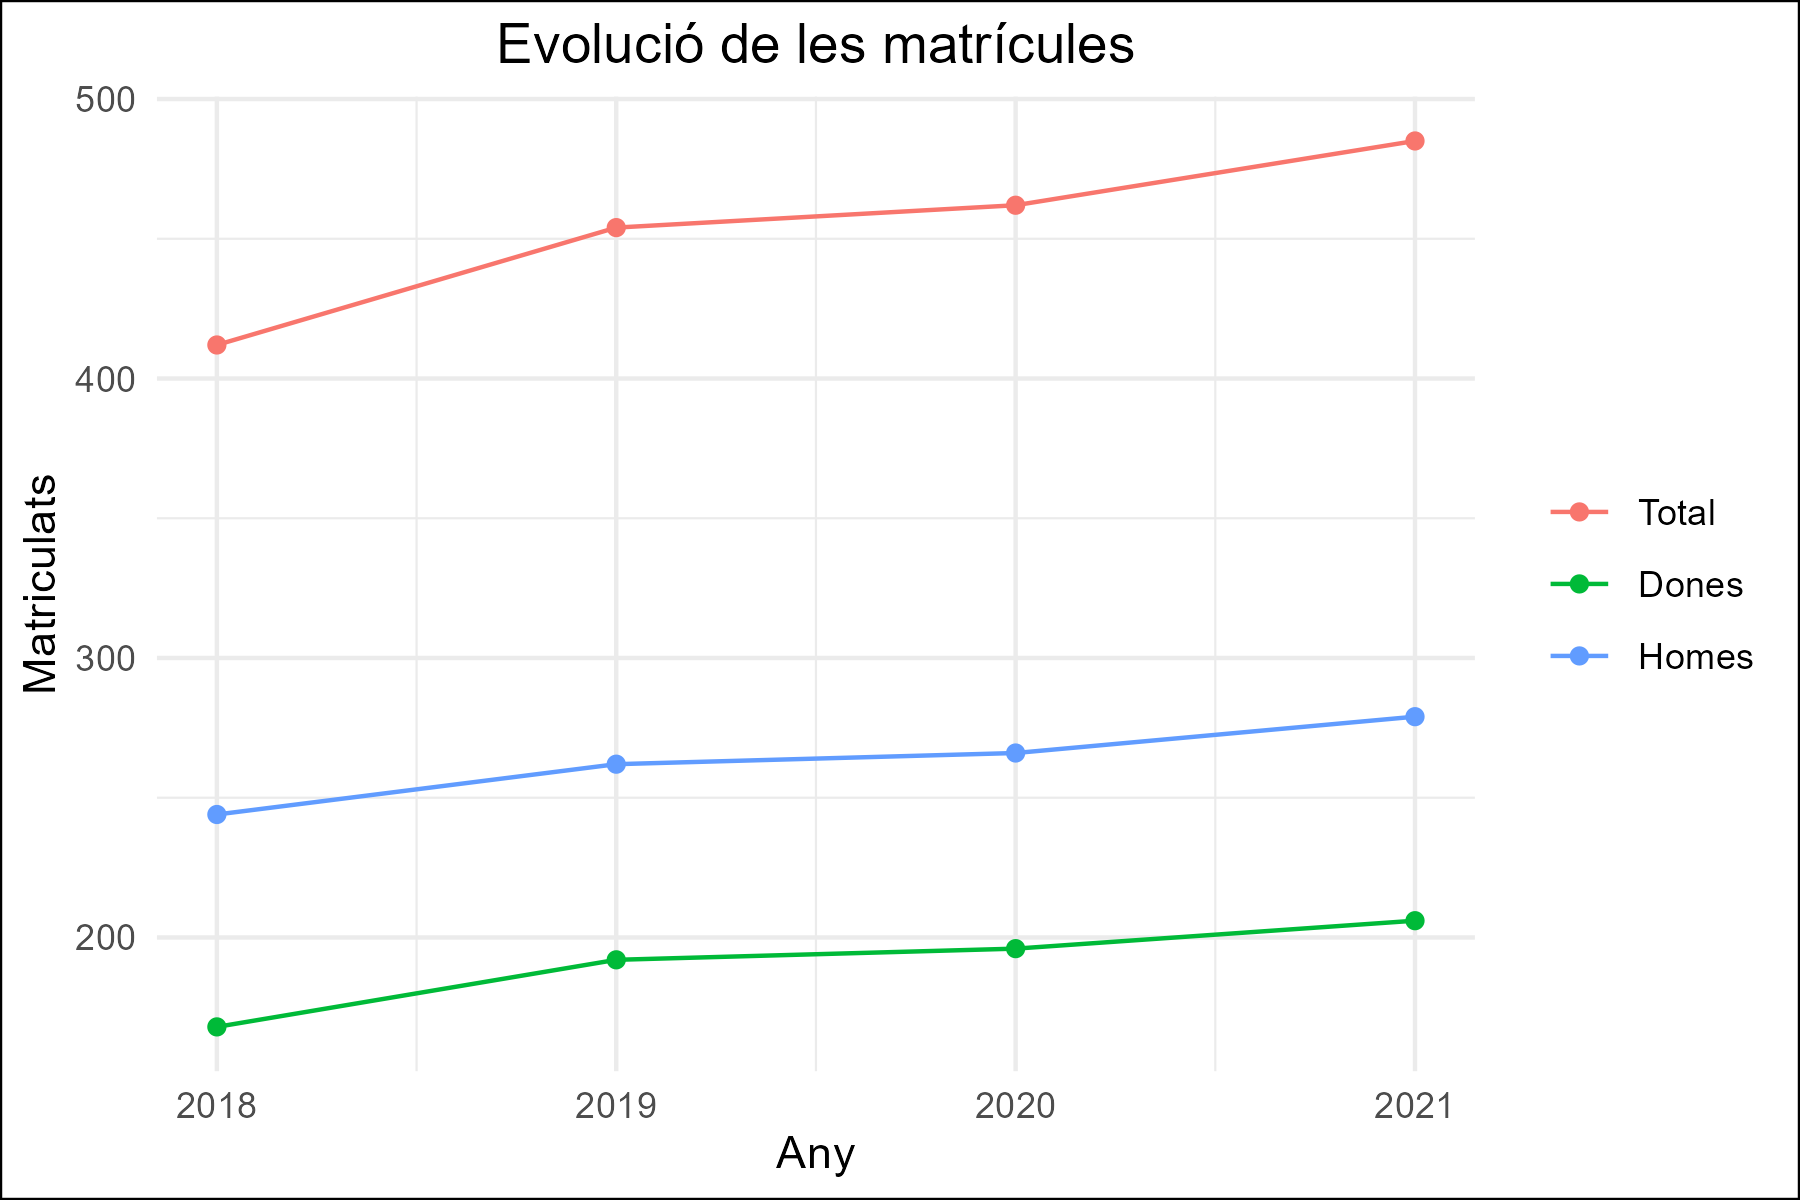 Evolució de les matrícules
500
400
300
200
Matriculats
2018
2019
2020
2021
Any
Total
Dones
Homes